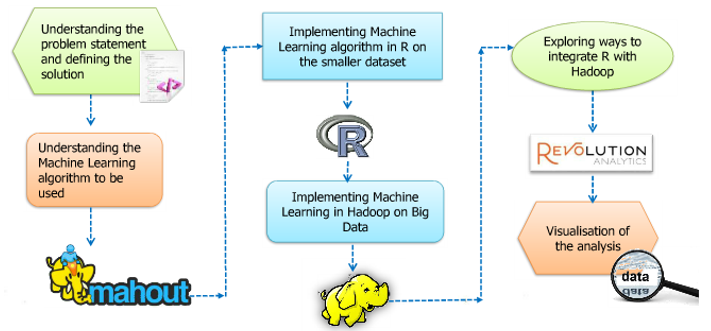 Understanding the
problem statement
and defining the
solution
Understanding the
Machine Learning
algorithm to be
used
mahout
Implementing Machine
Learning algorithm in R on
the smaller dataset
R
Implementing Machine
Learning in Hadoop on Big
Data
Exploring ways to
integrate R with
Hadoop
REVOLUTION
ANALYTICS
Visualisation of
the analysis
data
data